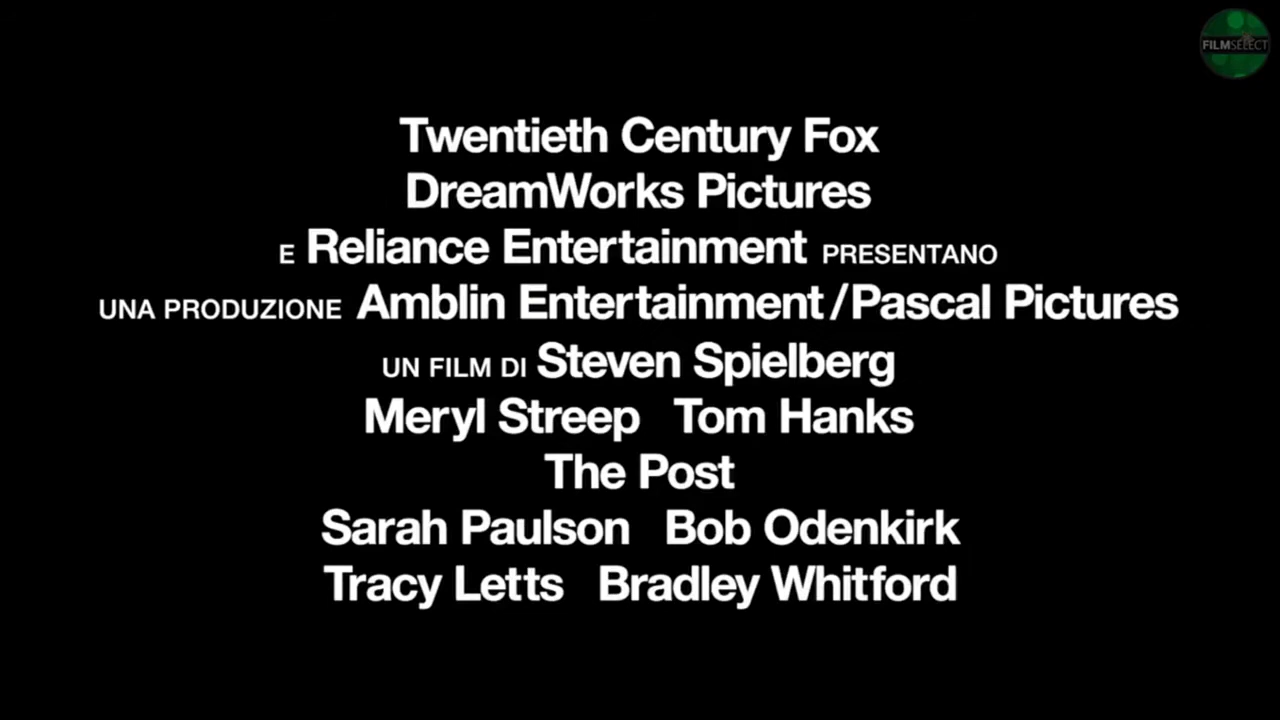 FILMSELECT
Twentieth Century Fox
DreamWorks Pictures
E Reliance Entertainment PRESENTANO
UNA PRODUZIONE Amblin Entertainment/Pascal Pictures
UN FILM DI Steven Spielberg
Meryl Streep Tom Hanks
The Post
Sarah Paulson Bob Odenkirk
Tracy Letts Bradley Whitford